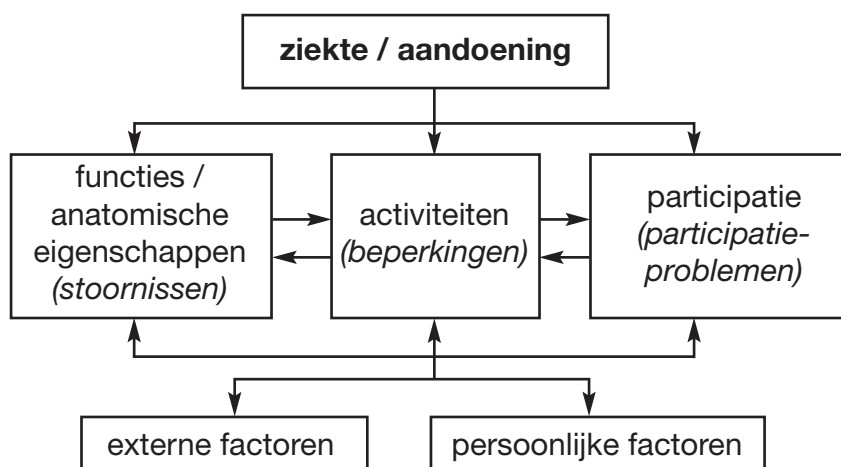 ziekte / aandoening
functies /
anatomische
eigenschappen
(stoornissen)
activiteiten
(beperkingen)
participatie
(participatie-
problemen)
externe factoren
persoonlijke factoren